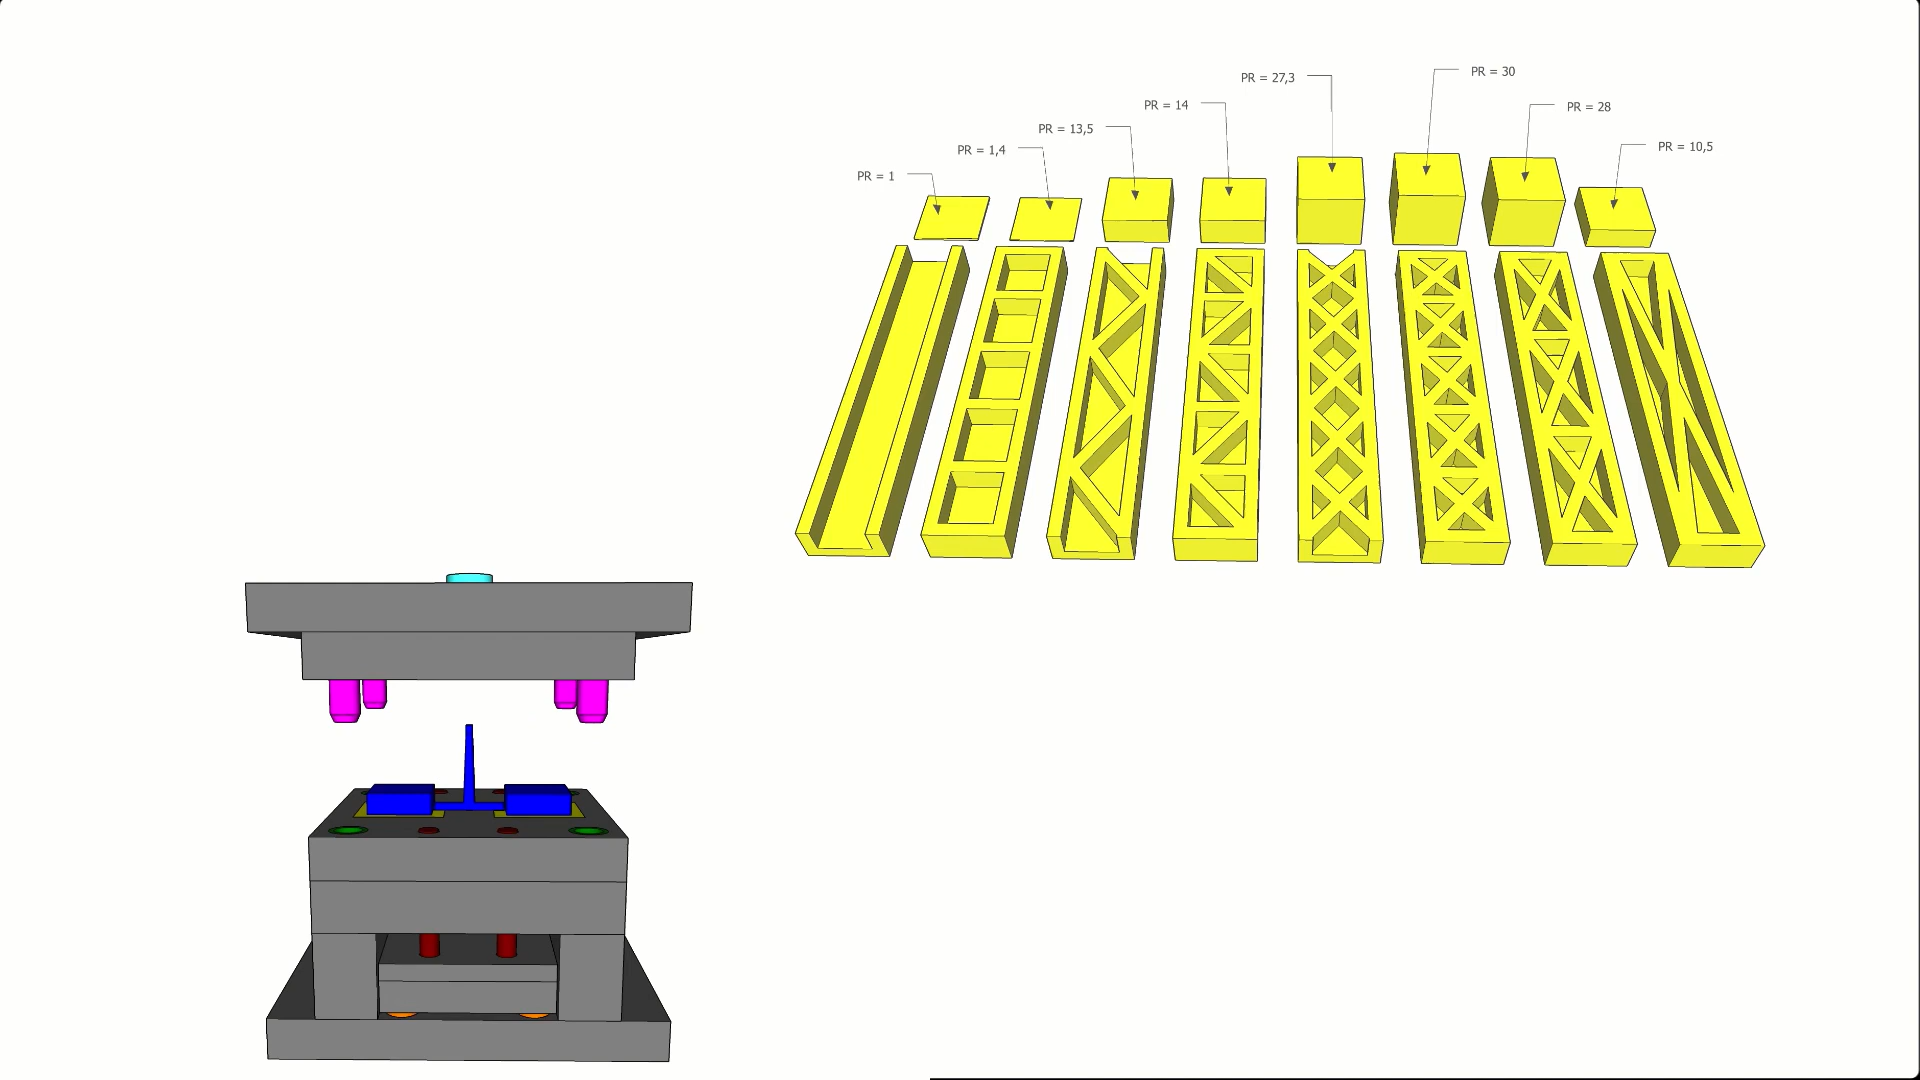 PR = 1
PR = 1,4
PR = 13,5
PR = 14
PR = 27,3
PR = 30
PR = 28
PR = 10,5